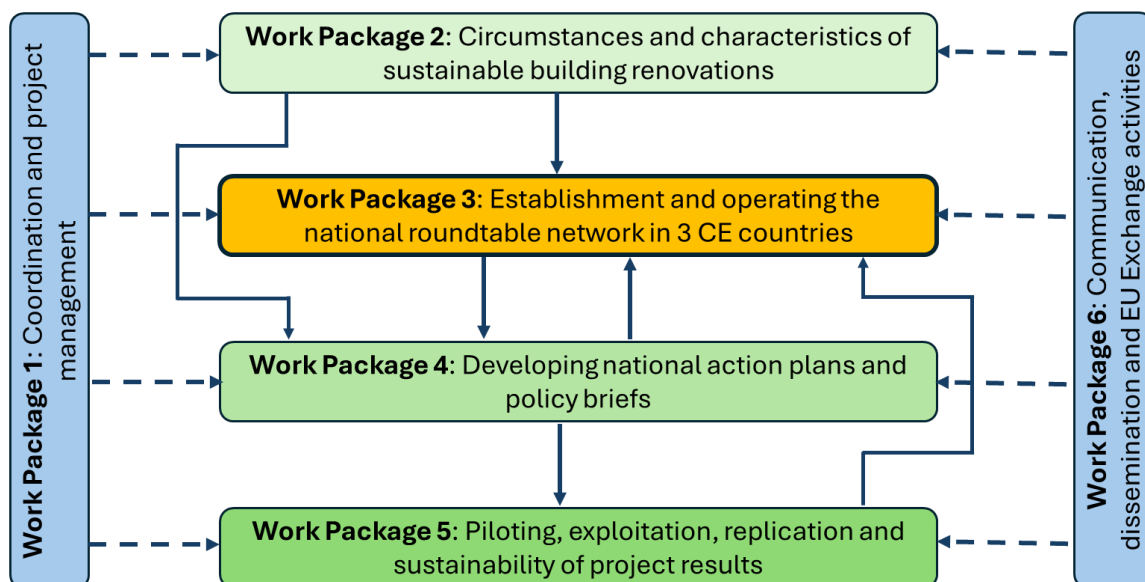 Work Package 1: Coordination and project
management
Work Package 2: Circumstances and characteristics of
sustainable building renovations
Work Package 3: Establishment and operating the
national roundtable network in 3 CE countries
Work Package 4: Developing national action plans and
policy briefs
Work Package 5: Piloting, exploitation, replication and
sustainability of project results
Work Package 6: Communication,
dissemination and EU Exchange activities